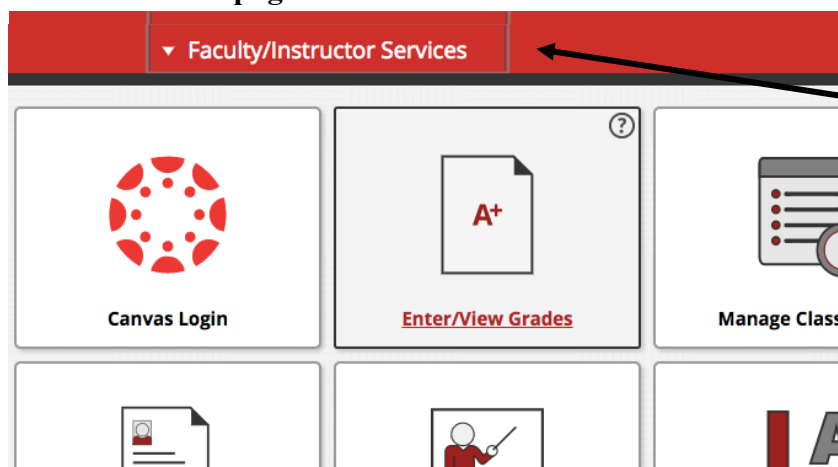 Faculty/Instructor Services
?
A+
Canvas Login
Enter/View Grades
Manage Class